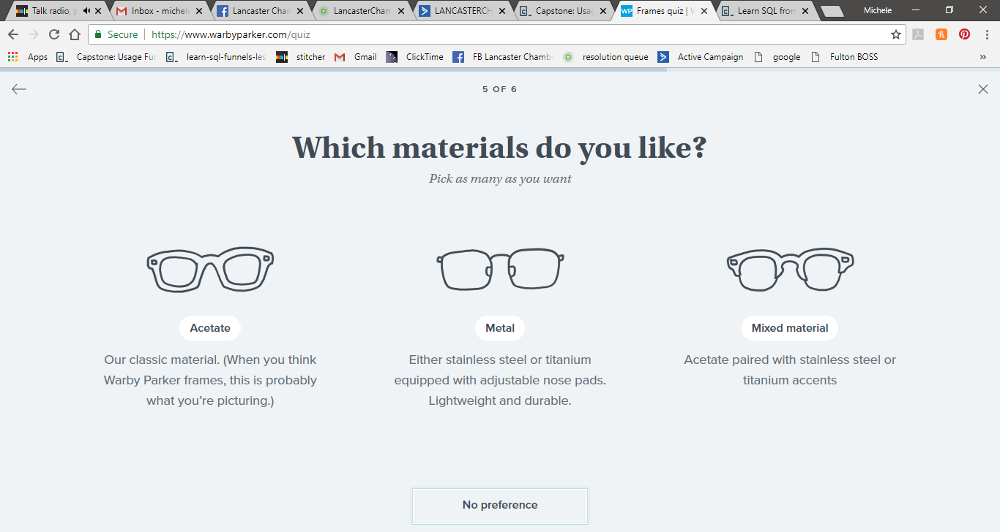 Talk radio, p
Inbox - michele
Lancaster Chan
LancasterCham
LANCASTERCH
Capstone: Usag
WP Frames quiz | W
Learn SQL from
Michele
Secure https://www.warbyparker.com/quiz
Apps
Capstone: Usage Fun
learn-sql-funnels-les
stitcher
Gmail
ClickTime
FB Lancaster Chambe
resolution queue
Active Campaign
google
Fulton BOSS
»
5 OF 6
Which materials do you like?
Pick as many as you want
Acetate
Our classic material. (When you think
Warby Parker frames, this is probably
what you’re picturing.)
Metal
Either stainless steel or titanium
equipped with adjustable nose pads.
Lightweight and durable.
Mixed material
Acetate paired with stainless steel or
titanium accents
No preference